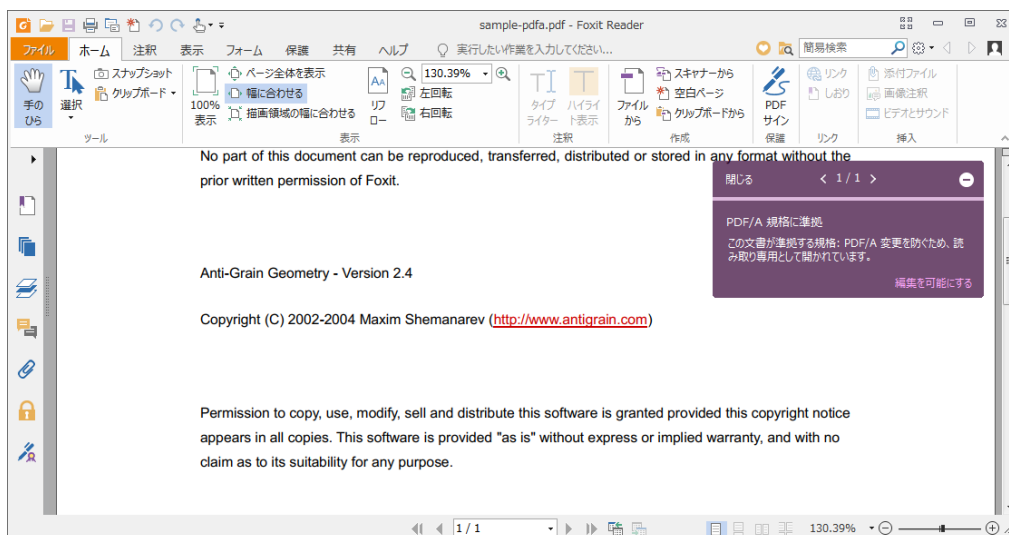 sample-pdfa.pdf - Foxit Reader
ファイル ホーム 注釈 表示 フォーム 保護 共有 ヘルプ 実行したい作業を入力してください... 簡易検索
手の
ひら
選択
スナップショット
クリップボード
ツール
100%
表示
ページ全体を表示
幅に合わせる
描画領域の幅に合わせる
リフ
ロー
130.39%
左回転
右回転
表示
タイプ
ライター
ハイライ
ト表示
注釈
ファイル
から
スキャナーから
空白ページ
クリップボードから
作成
PDF
サイン
保護
リンク
しおり
リンク
添付ファイル
画像注釈
ビデオとサウンド
挿入
No part of this document can be reproduced, transferred, distributed or stored in any format without the
prior written permission of Foxit.
閉じる 1 / 1
PDF/A 規格に準拠
この文書が準拠する規格: PDF/A 変更を防ぐため、読
み取り専用として開かれています。
編集を可能にする
Anti-Grain Geometry - Version 2.4
Copyright (C) 2002-2004 Maxim Shemanarev (http://www.antigrain.com)
Permission to copy, use, modify, sell and distribute this software is granted provided this copyright notice
appears in all copies. This software is provided "as is" without express or implied warranty, and with no
claim as to its suitability for any purpose.
1 / 1 130.39%